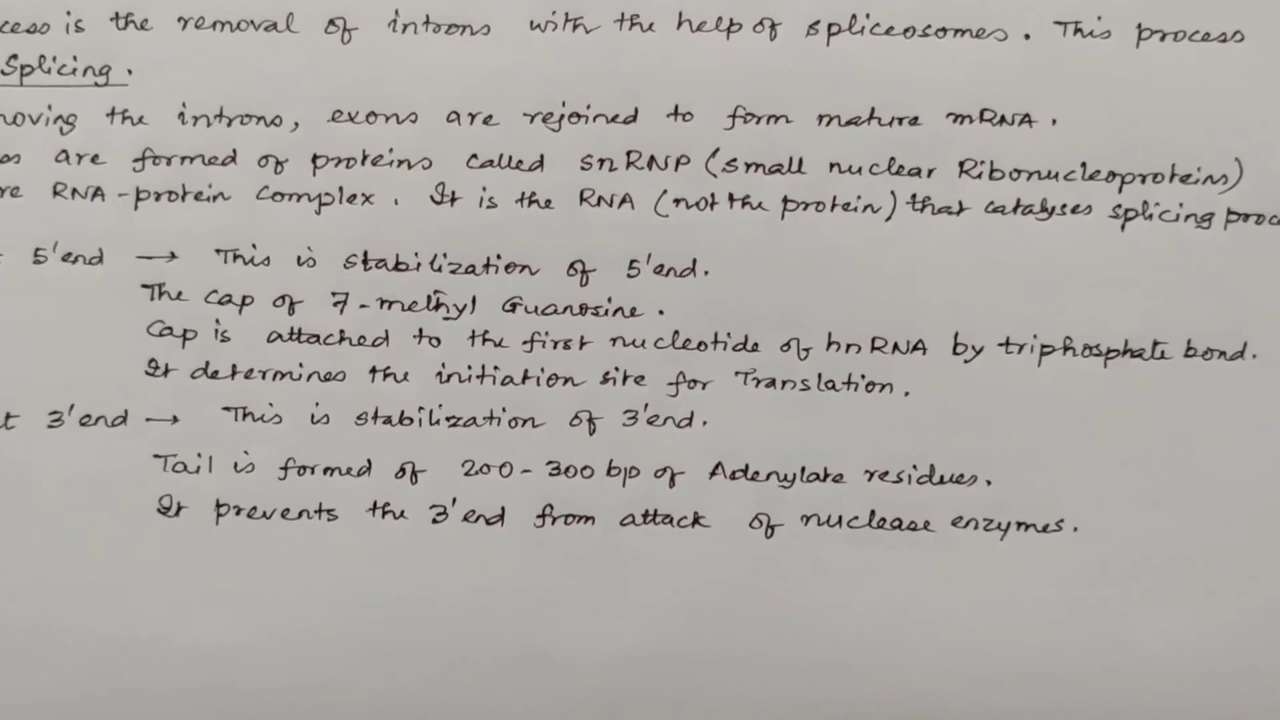 cess is the removal of introns with the help of spliceosomes. This process
Splicing.
moving the introns, exons are rejoined to form mature mRNA.
es are formed of proteins called snRNP (small nuclear Ribonucleoproteins)
re RNA-protein complex. It is the RNA (not the protein) that catalyses splicing proc
5'end → This is stabilization of 5'end.
The cap of 7-methyl Guanosine.
Cap is attached to the first nucleotide of hnRNA by triphosphate bond.
It determines the initiation site for Translation.
t 3'end → This is stabilization of 3'end.
Tail is formed of 200-300 bp of Adenylate residues.
It prevents the 3'end from attack of nuclease enzymes.